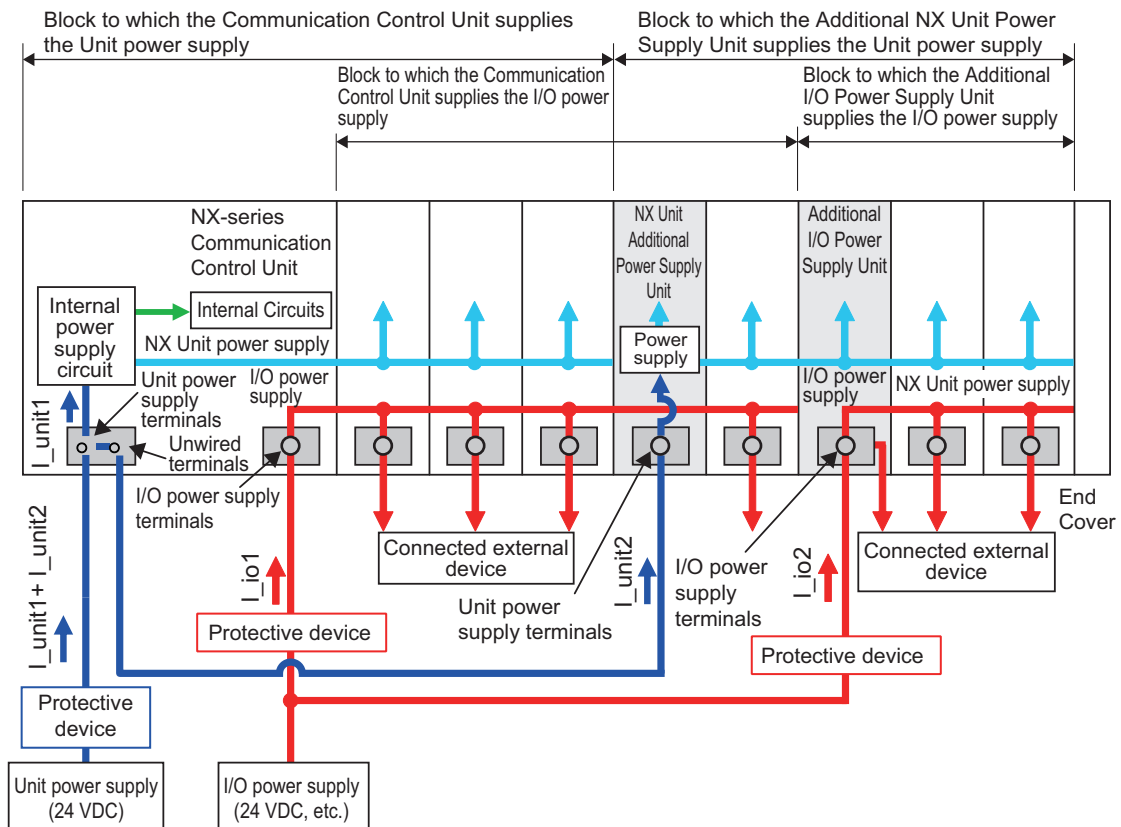 Block to which the Communication Control Unit supplies
the Unit power supply
Block to which the Additional NX Unit Power
Supply Unit supplies the Unit power supply
Block to which the Communication
Control Unit supplies the I/O power
supply
Block to which the Additional
I/O Power Supply Unit
supplies the I/O power supply
NX-series
Communication
Control Unit
NX Unit
Additional
Power Supply
Unit
Additional
I/O Power
Supply Unit
Internal
power
supply
circuit
Internal Circuits
NX Unit power supply
Power
supply
I/O power
supply
I/O power
supply
NX Unit power supply
I_unit1
Unit power
supply
terminals
Unwired
terminals
I/O power supply
terminals
End
Cover
Connected external
device
Connected external
device
I_unit1+ I_unit2
I_io1
Unit power
supply terminals
I_unit2
I/O power
supply
terminals
I_io2
Protective device
Protective device
Protective
device
Unit power supply
(24 VDC)
I/O power supply
(24 VDC, etc.)